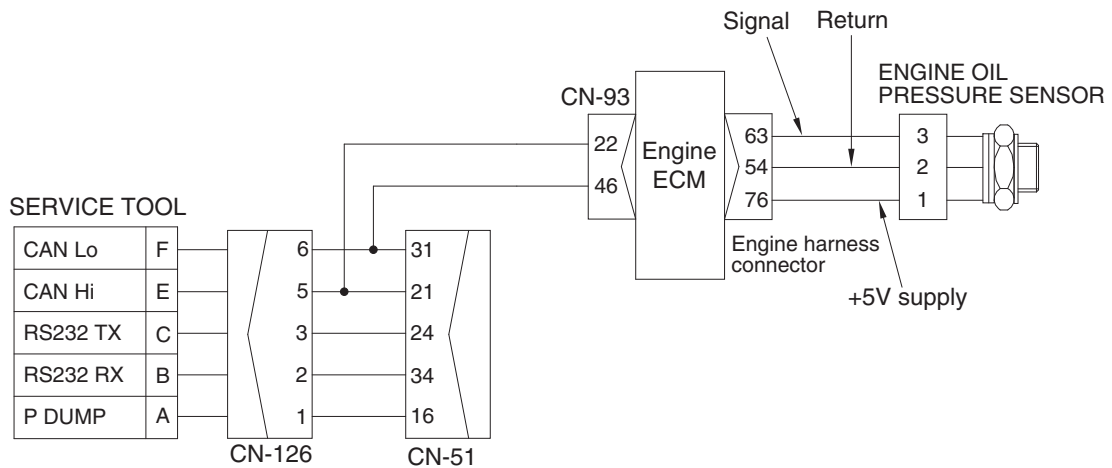 Signal Return
ENGINE OIL
PRESSURE SENSOR
CN-93
22
46
Engine
ECM
63
54
76
3
2
1
Engine harness
connector
+5V supply
SERVICE TOOL
CAN Lo F 6 31
CAN Hi E 5 21
RS232 TX C 3 24
RS232 RX B 2 34
P DUMP A 1 16
CN-126 CN-51